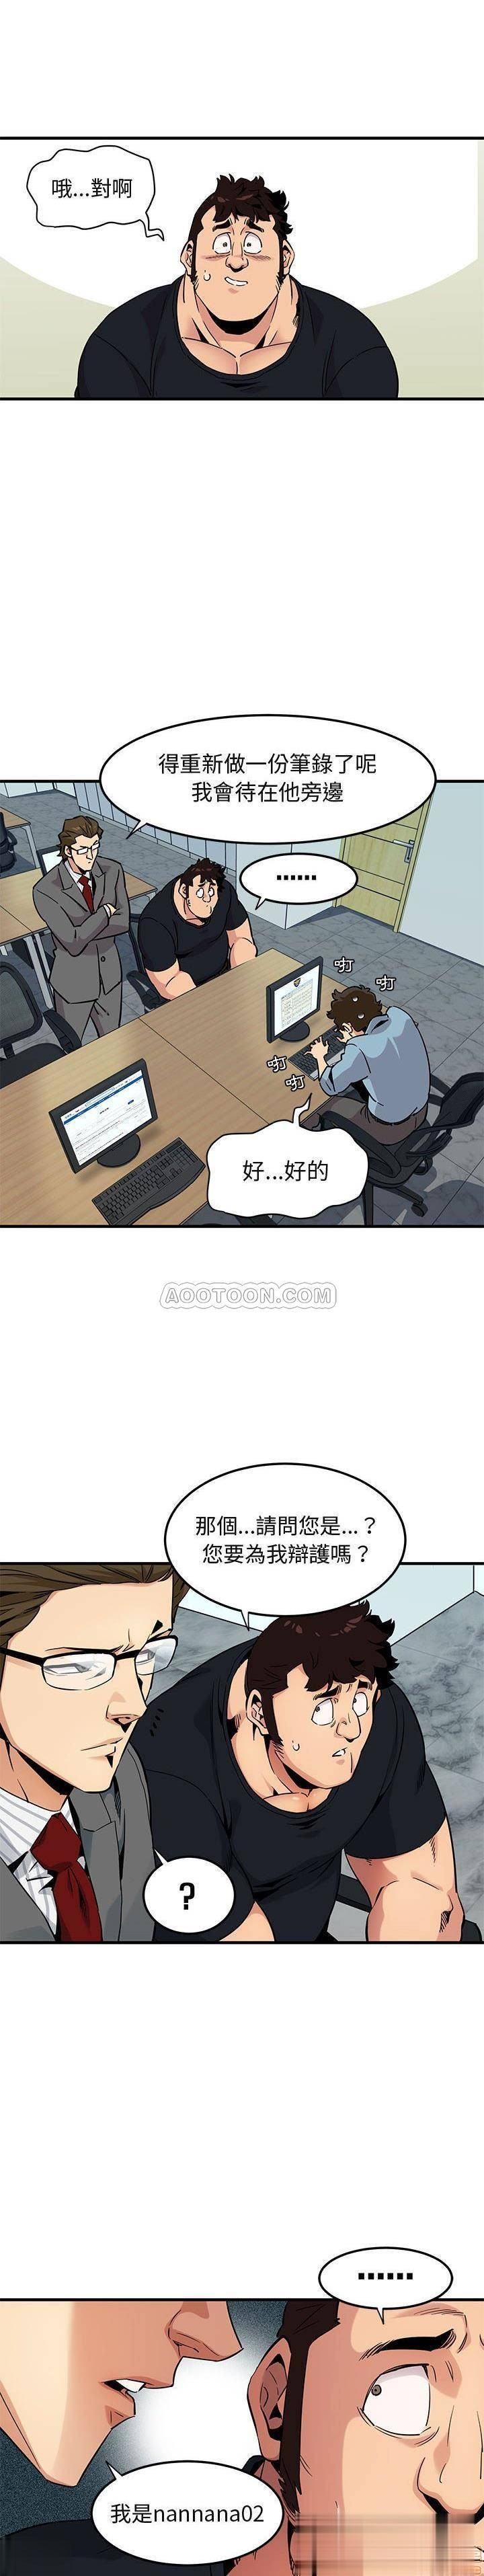 哦...對啊
得重新做一份筆錄了呢
我會待在他旁邊
......
叮
叮
叮
叮
好...好的
AOOTOON.COM
那個...請問您是...？
您要為我辯護嗎？
?
......
我是nannana02